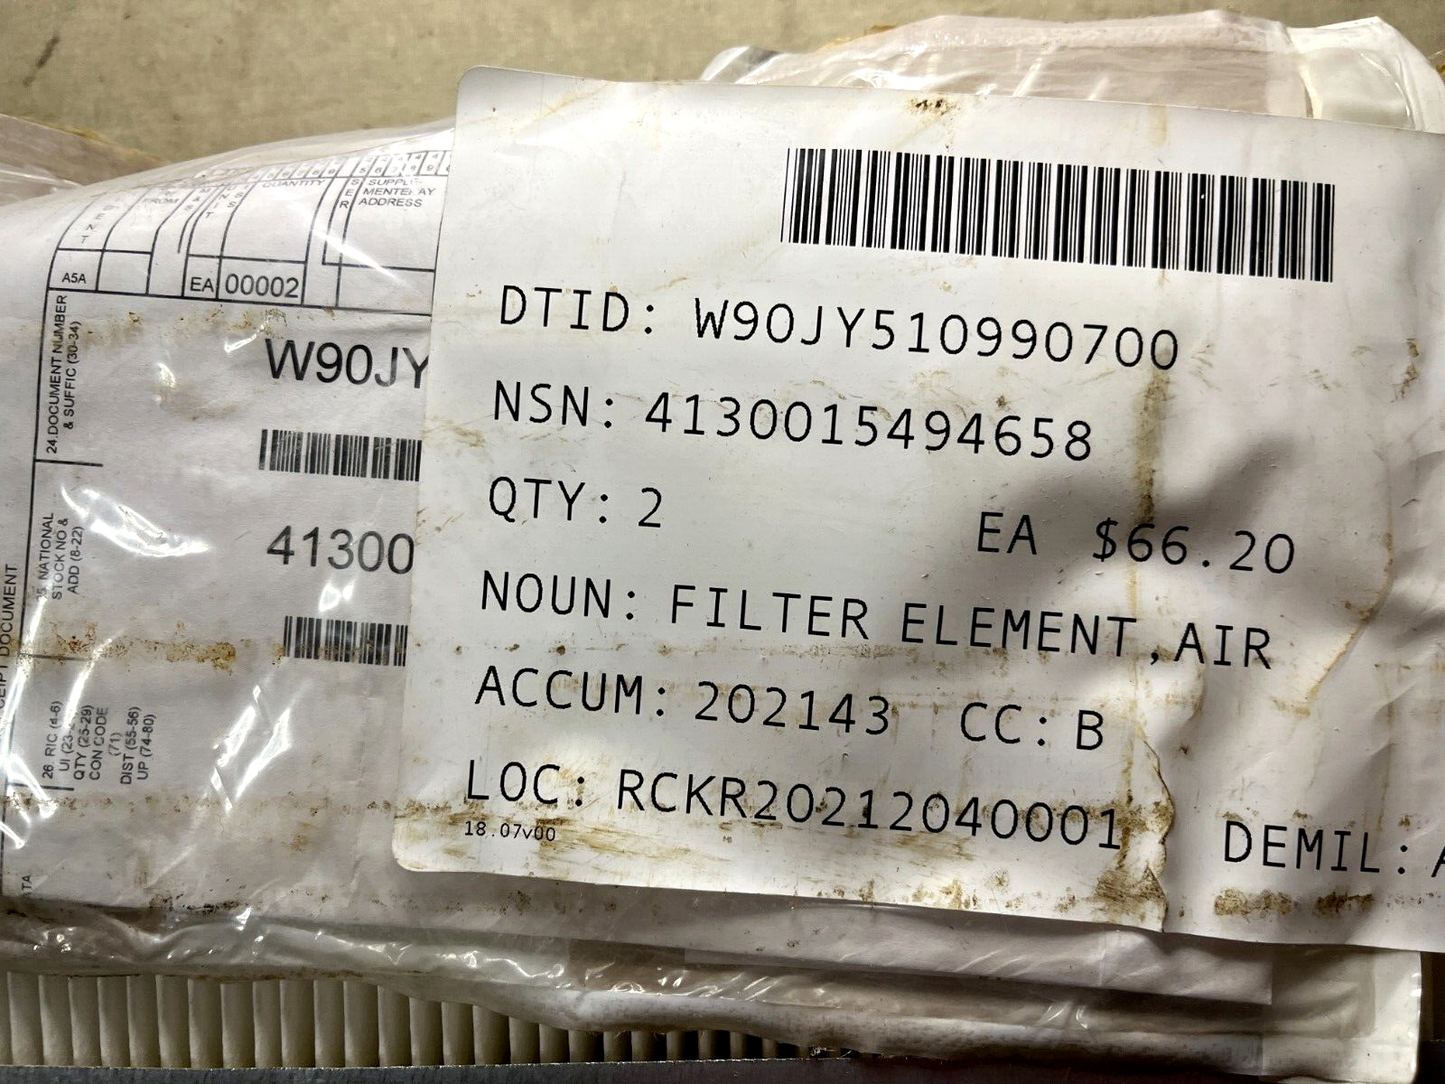 DTID: W90JY510990700
NSN: 4130015494658
QTY: 2 EA $66.20
NOUN: FILTER ELEMENT,AIR
ACCUM: 202143 CC: B
LOC: RCKR20212040001 DEMIL: A
18.07v00
QUANTITY
SUPPLE-
MENTERAY
ADDRESS
S
E
R
FROM
A5A
EA
00002
24. DOCUMENT NUMBER
& SUFFIC (30-34)
W90JY
NATIONAL
STOCK NO &
ADD (8-22)
41300
26. RIC (4-6)
UI (23-
QTY (25-29)
CON CODE
(71)
DIST (55-56)
UP (74-80)
DOCUMENT